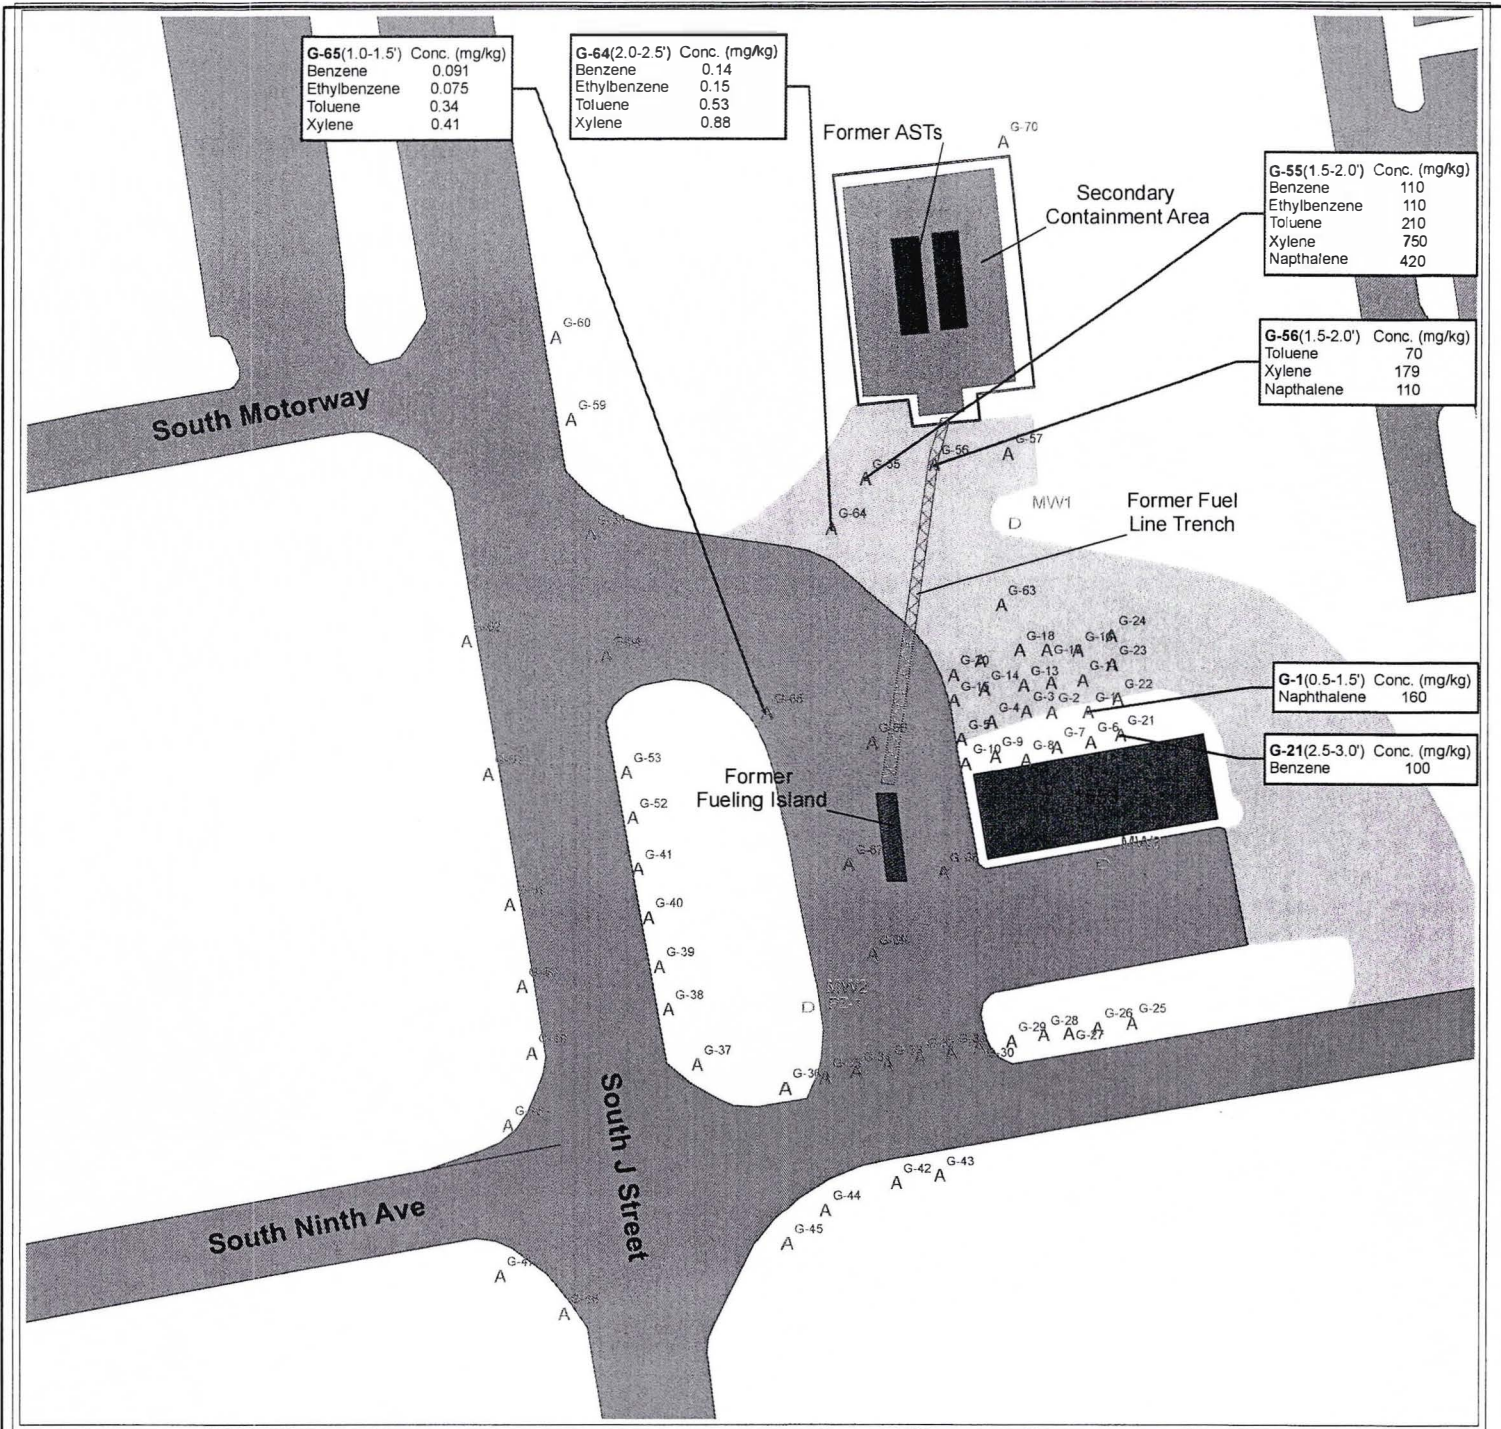 G-65(1.0-1.5') Conc. (mg/kg)
Benzene 0.091
Ethylbenzene 0.075
Toluene 0.34
Xylene 0.41
G-64(2.0-2.5') Conc. (mg/kg)
Benzene 0.14
Ethylbenzene 0.15
Toluene 0.53
Xylene 0.88
Former ASTs
A G-70
Secondary
Containment Area
G-55(1.5-2.0') Conc. (mg/kg)
Benzene 110
Ethylbenzene 110
Toluene 210
Xylene 750
Napthalene 420
G-56(1.5-2.0') Conc. (mg/kg)
Toluene 70
Xylene 179
Napthalene 110
A G-60
A G-59
South Motorway
A G-57
A G-56
A
MW1
D
A G-64
Former Fuel
Line Trench
A G-63
A G-24
A G-18
A G-23
A G-14
A G-13
A G-22
A G-4
A G-3
A G-2
A G-1
A G-5
A G-21
A G-6
A G-7
A G-8
A G-9
A G-10
G-1(0.5-1.5') Conc. (mg/kg)
Naphthalene 160
G-21(2.5-3.0') Conc. (mg/kg)
Benzene 100
A G-65
A G-53
Former
Fueling Island
A G-52
A G-41
A G-40
A G-39
A G-38
MW2
D
A G-37
A G-25
A G-26
A G-27
A G-28
A G-29
G-30
South J Street
South Ninth Ave
A G-42
A G-43
A G-44
A G-45